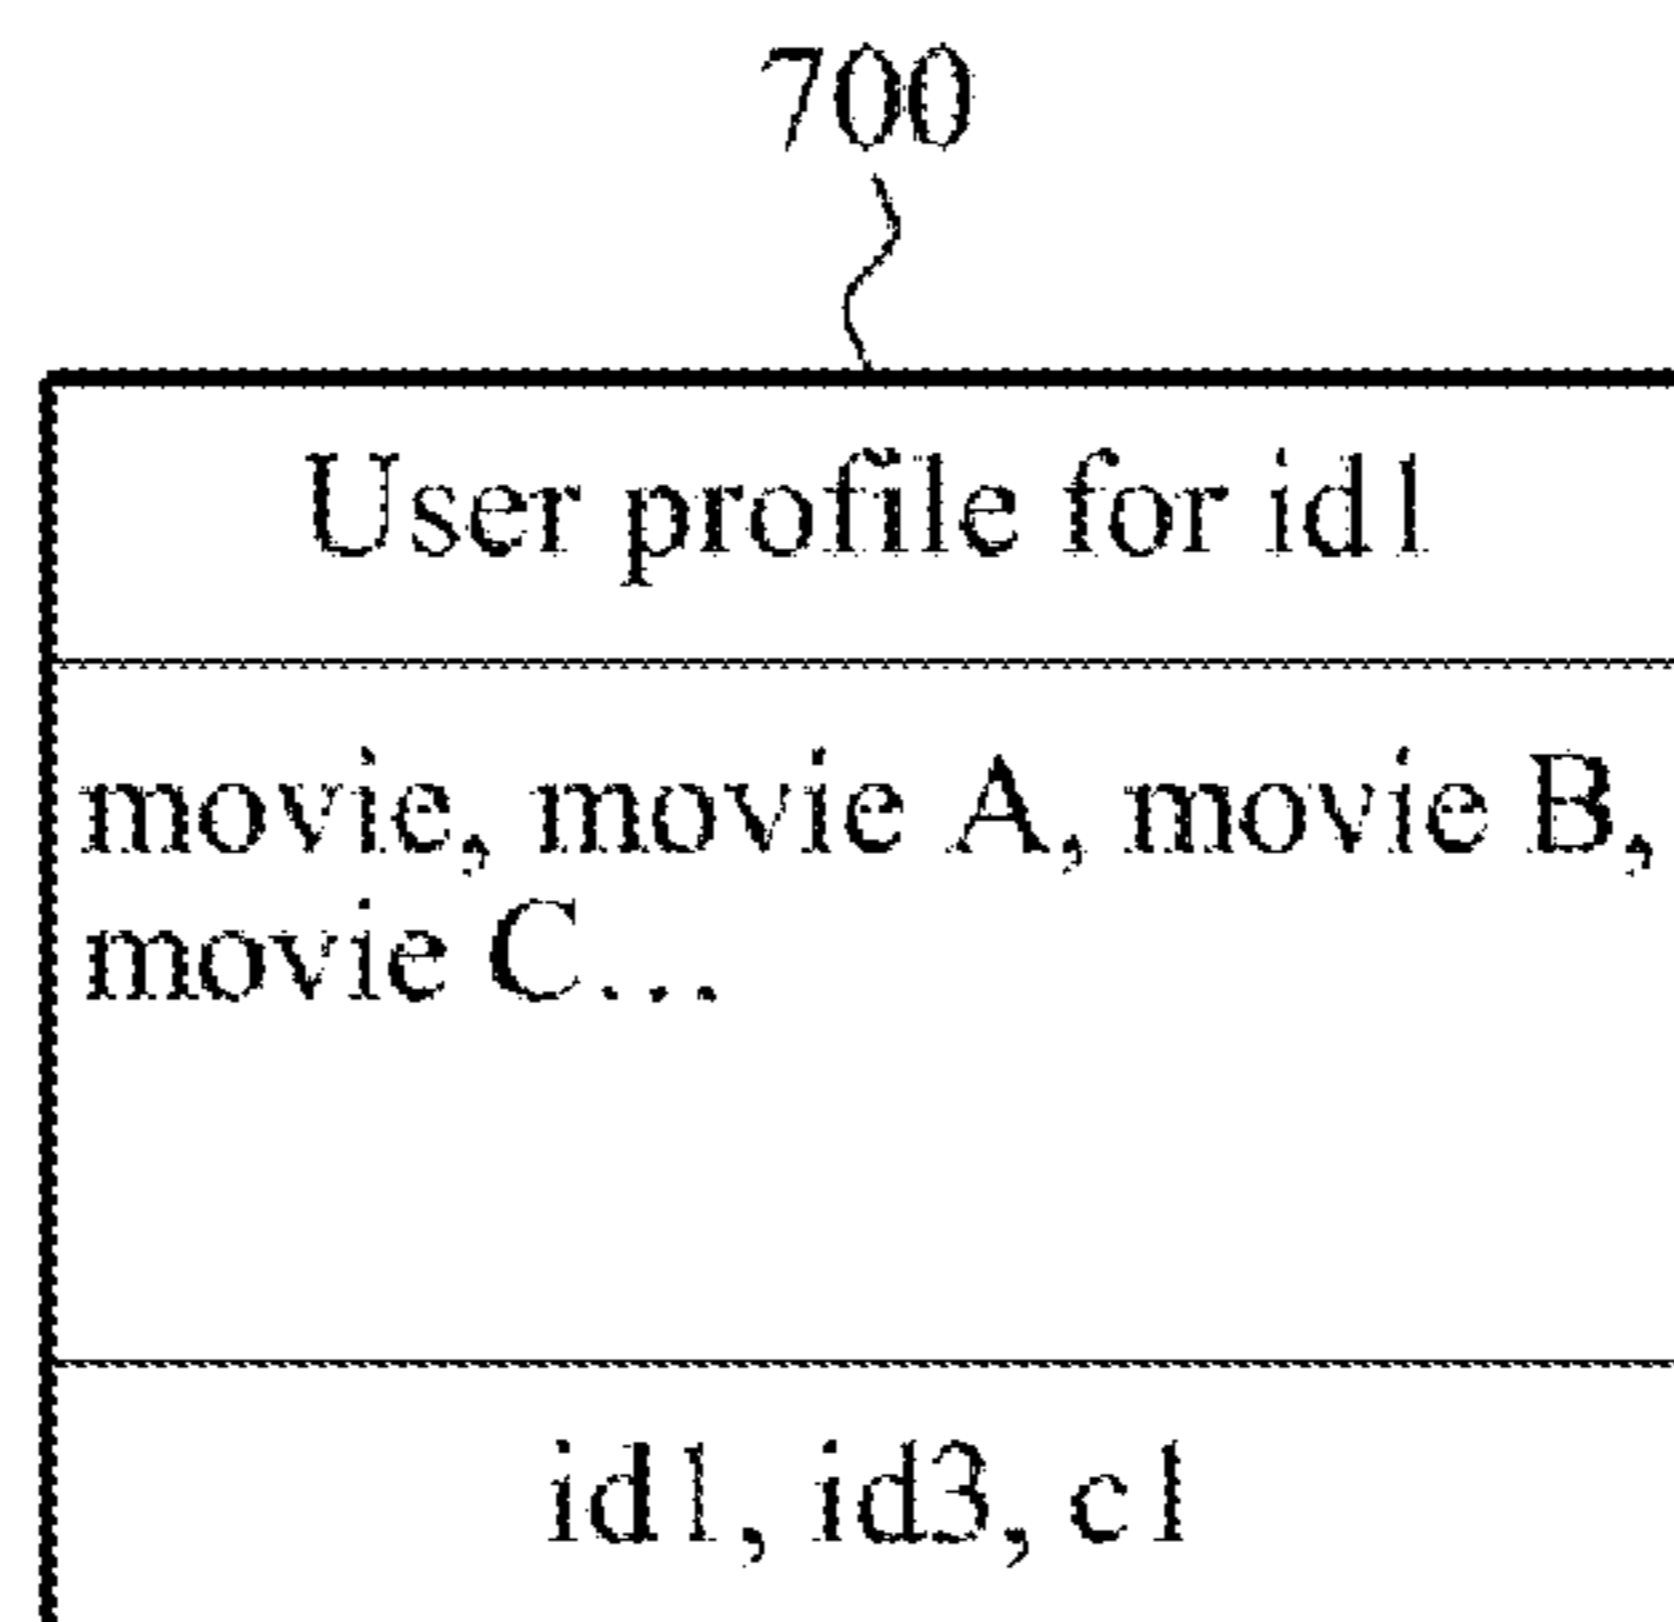 700
User profile for id1
movie, movie A, movie B,
movie C...
id1, id3, c1